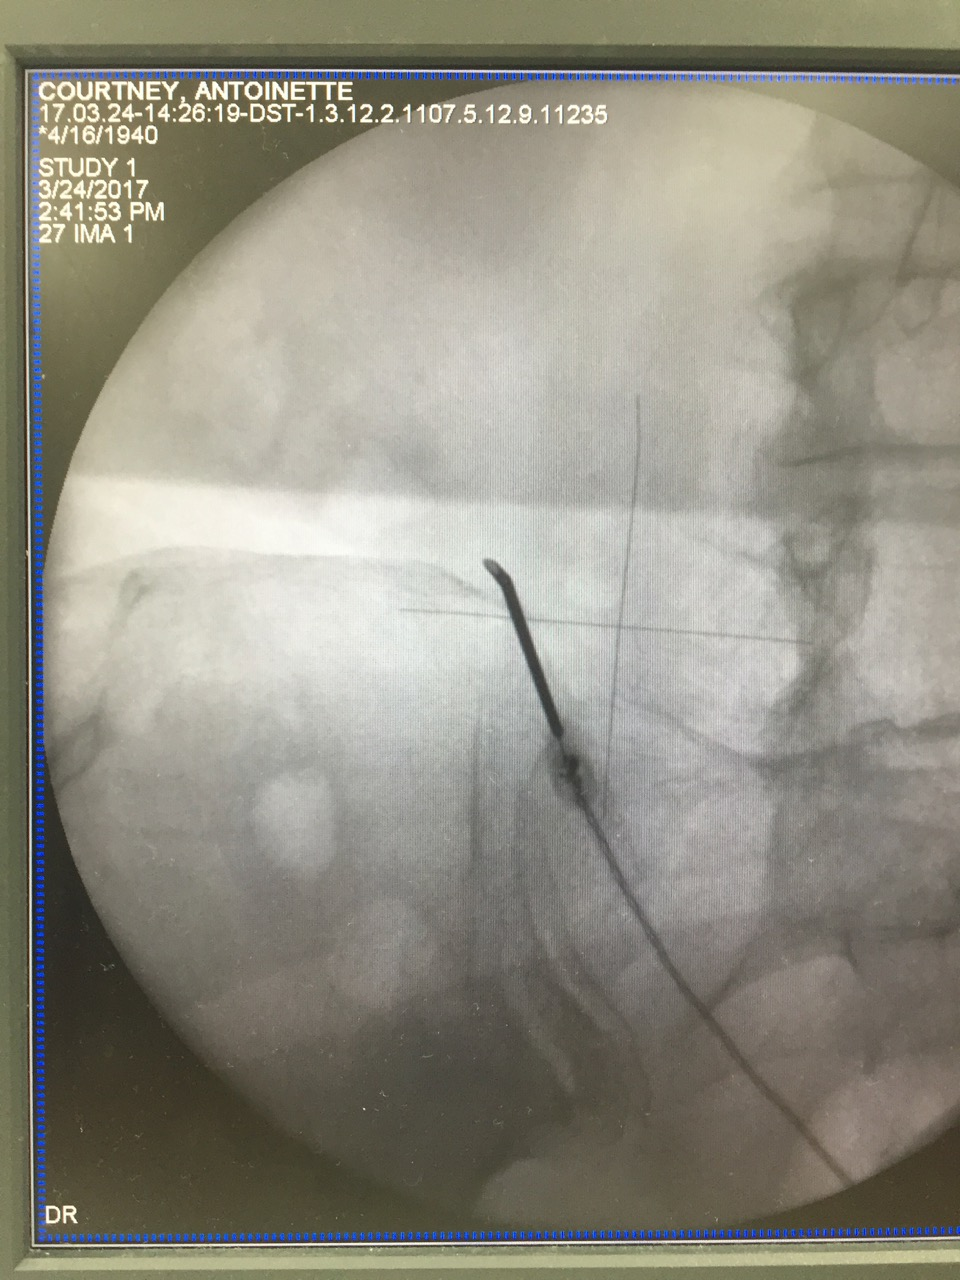 COURTNEY, ANTOINETTE
17.03.24-14:26:19-DST-1.3.12.2.1107.5.12.9.11235
*4/16/1940
STUDY 1
3/24/2017
2:41:53 PM
27 IMA 1
DR